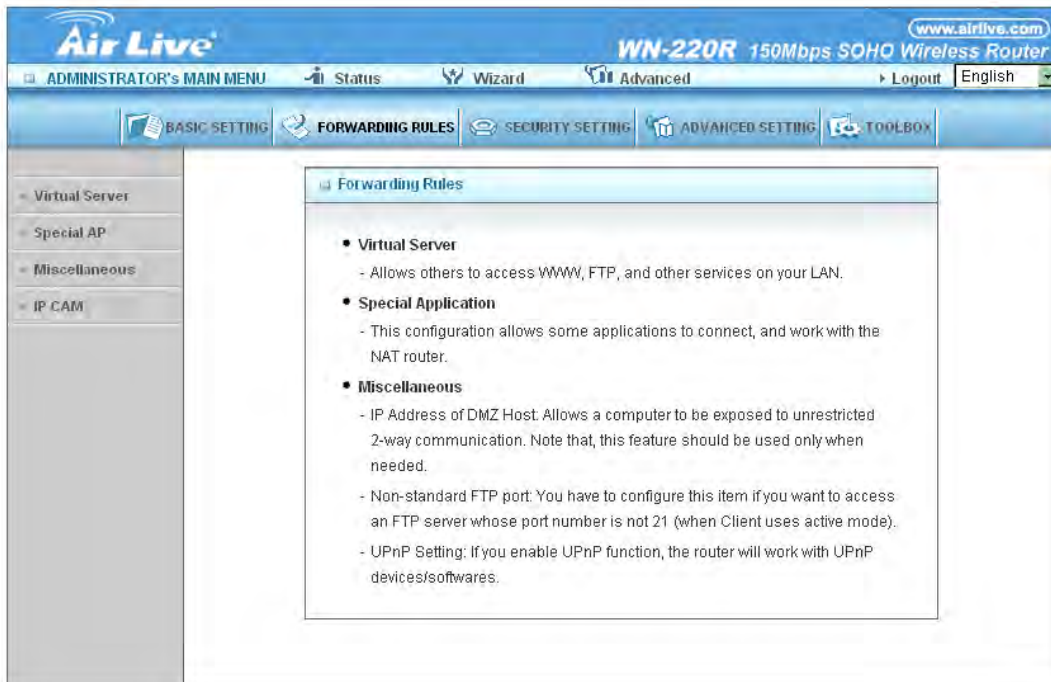 Air Live
www.airlive.com
WN-220R 150Mbps SOHO Wireless Router
ADMINISTRATOR's MAIN MENU Status Wizard Advanced Logout English
BASIC SETTING FORWARDING RULES SECURITY SETTING ADVANCED SETTING TOOLBOX
Virtual Server
Special AP
Miscellaneous
IP CAM
Forwarding Rules
• Virtual Server
- Allows others to access WWW, FTP, and other services on your LAN.
• Special Application
- This configuration allows some applications to connect, and work with the
NAT router.
• Miscellaneous
- IP Address of DMZ Host: Allows a computer to be exposed to unrestricted
2-way communication. Note that, this feature should be used only when
needed.
- Non-standard FTP port: You have to configure this item if you want to access
an FTP server whose port number is not 21 (when Client uses active mode).
- UPnP Setting: If you enable UPnP function, the router will work with UPnP
devices/softwares.